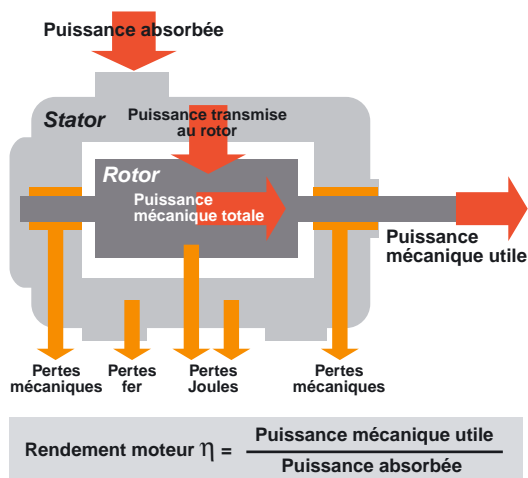 Puissance absorbée
Stator
Puissance transmise
au rotor
Rotor
Puissance
mécanique totale
Puissance
mécanique utile
Pertes
mécaniques
Pertes
fer
Pertes
Joules
Pertes
mécaniques
Rendement moteur η =
Puissance mécanique utile
Puissance absorbée